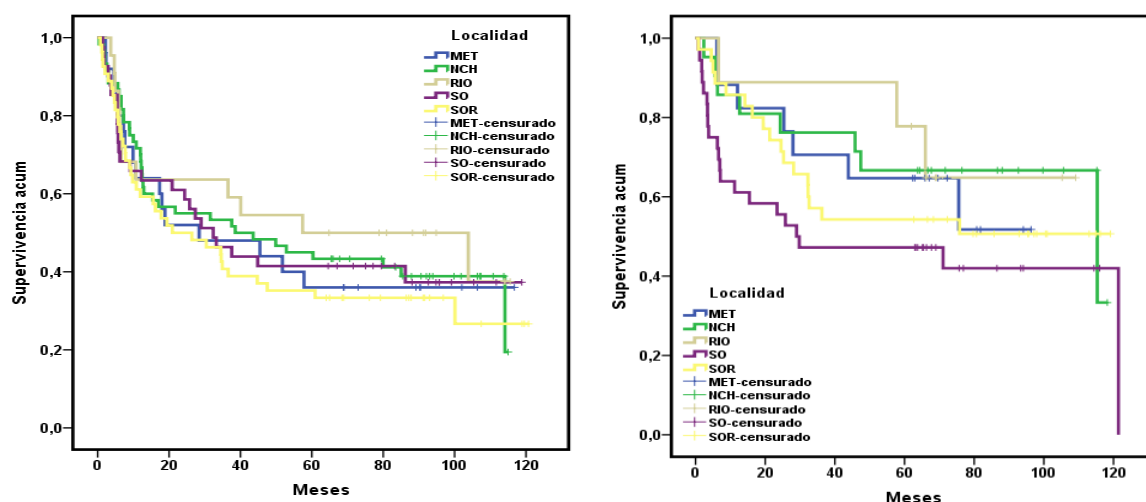 Supervivencia acum
1,0
0,8
0,6
0,4
0,2
0,0
Localidad
MET
NCH
RIO
SO
SOR
MET-censurado
NCH-censurado
RIO-censurado
SO-censurado
SOR-censurado
0 20 40 60 80 100 120
Meses
Supervivencia acum
1,0
0,8
0,6
0,4
0,2
0,0
Localidad
MET
NCH
RIO
SO
SOR
MET-censurado
NCH-censurado
RIO-censurado
SO-censurado
SOR-censurado
0 20 40 60 80 100 120
Meses